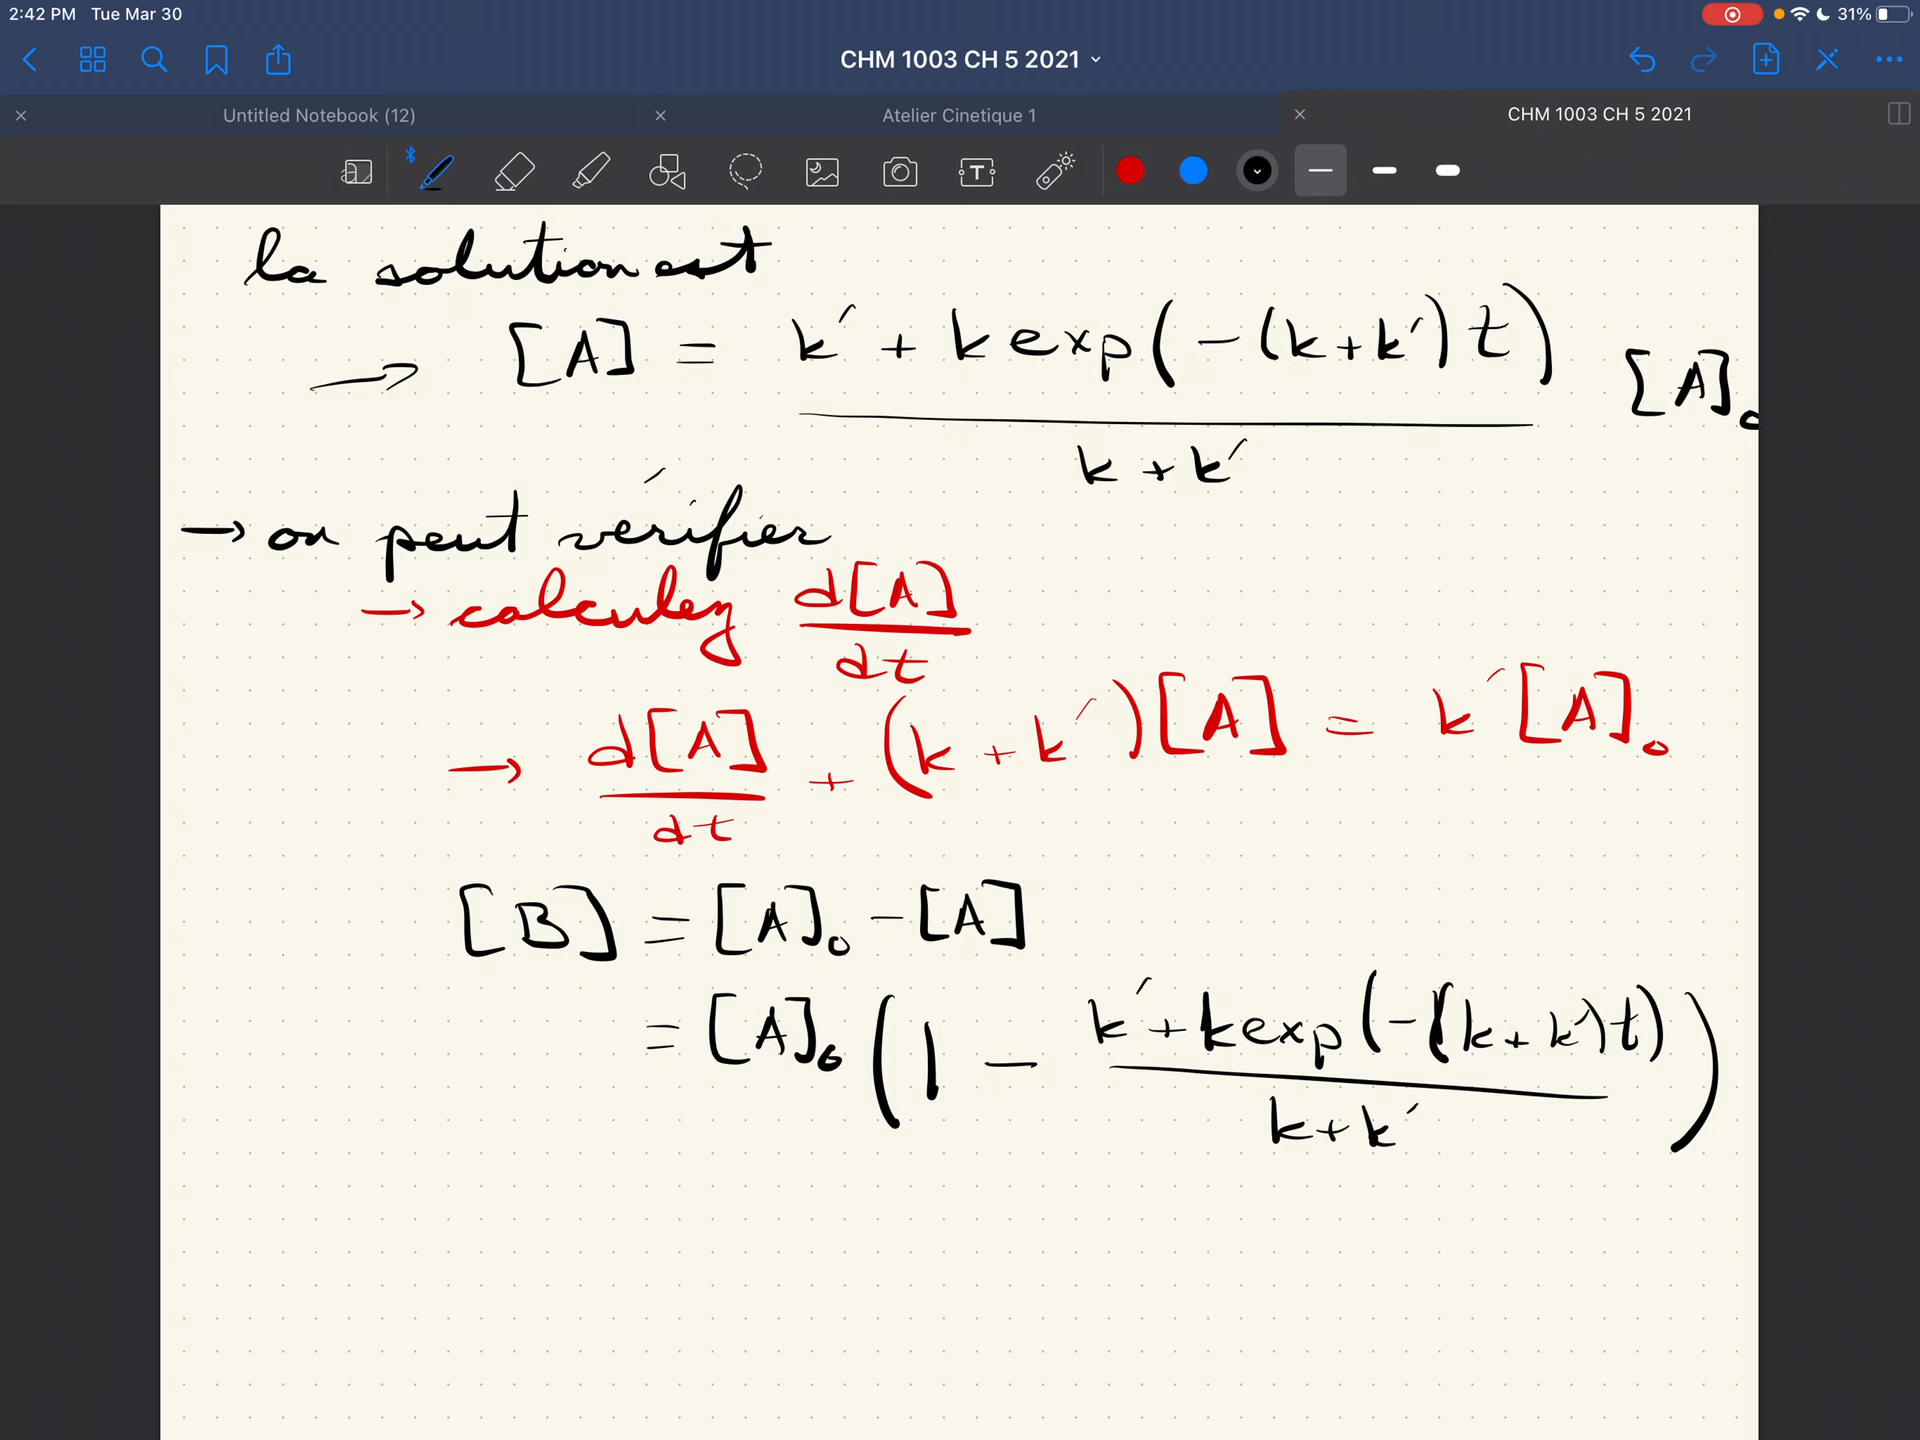 2:42 PM Tue Mar 30 31%
CHM 1003 CH 5 2021
Untitled Notebook (12) Atelier Cinetique 1 CHM 1003 CH 5 2021
la solution est
→ [A] = k' + k exp(-(k+k')t) / k + k' [A]₀
→ on peut vérifier
→ calculez d[A]/dt
→ d[A]/dt + (k + k')[A] = k'[A]₀
[B] = [A]₀ - [A]
= [A]₀ (1 - k' + k exp(-(k+k')t) / k+k')